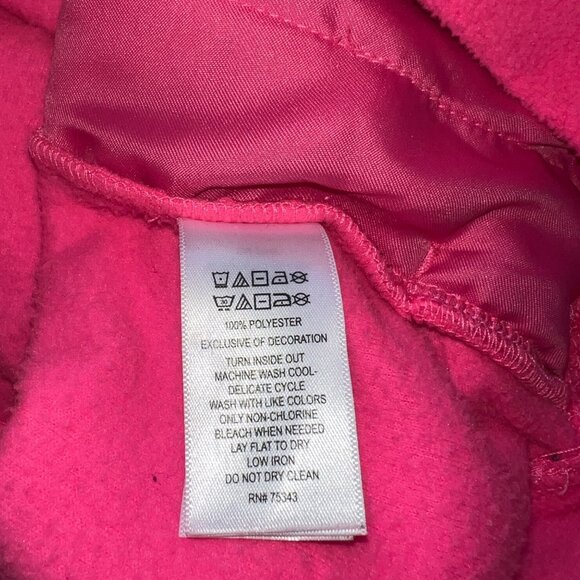 100% POLYESTER
EXCLUSIVE OF DECORATION
TURN INSIDE OUT
MACHINE WASH COOL-
DELICATE CYCLE
WASH WITH LIKE COLORS
ONLY NON-CHLORINE
BLEACH WHEN NEEDED
LAY FLAT TO DRY
LOW IRON
DO NOT DRY CLEAN
RN# 75343